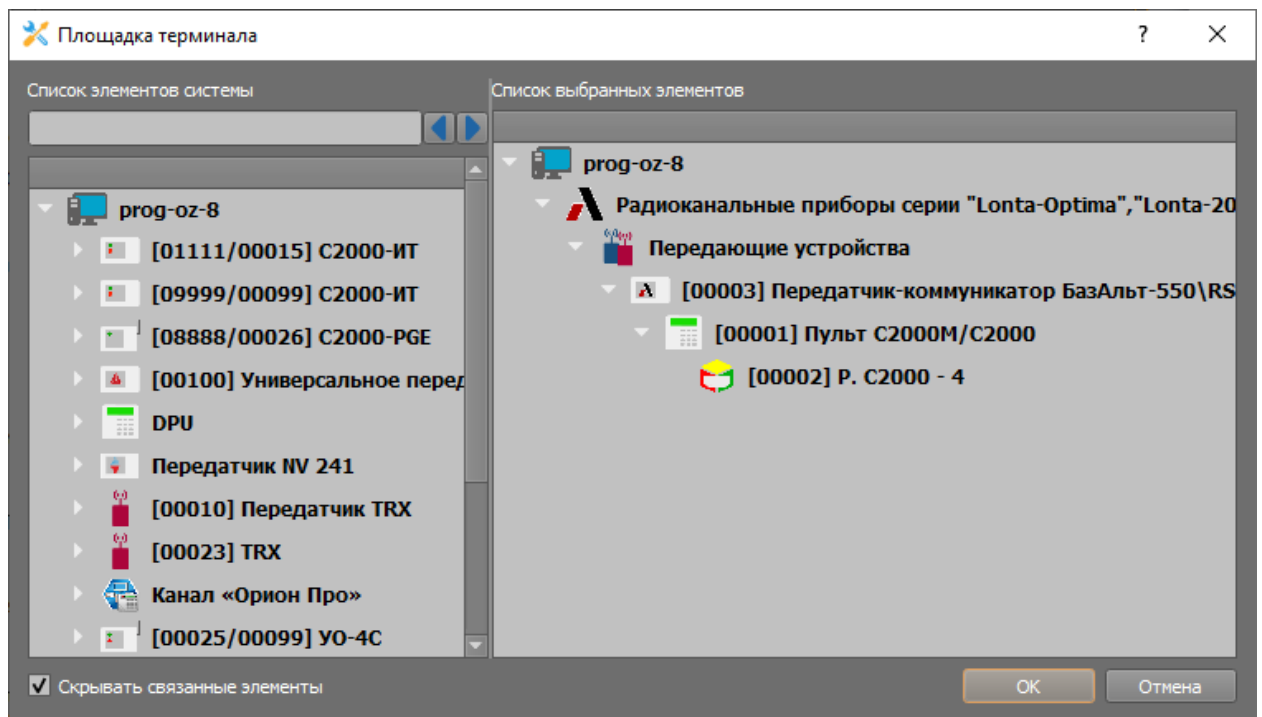 Площадка терминала
?
Список элементов системы
Список выбранных элементов
prog-oz-8
[01111/00015] С2000-ИТ
[09999/00099] С2000-ИТ
[08888/00026] С2000-PGE
[00100] Универсальное перед
DPU
Передатчик NV 241
[00010] Передатчик TRX
[00023] TRX
Канал «Орион Про»
[00025/00099] УО-4С
prog-oz-8
Радиоканальные приборы серии "Lonta-Optima","Lonta-20
Передающие устройства
[00003] Передатчик-коммуникатор БазАльт-550\RS
[00001] Пульт С2000М/С2000
[00002] Р. С2000 - 4
Скрывать связанные элементы
ОК
Отмена